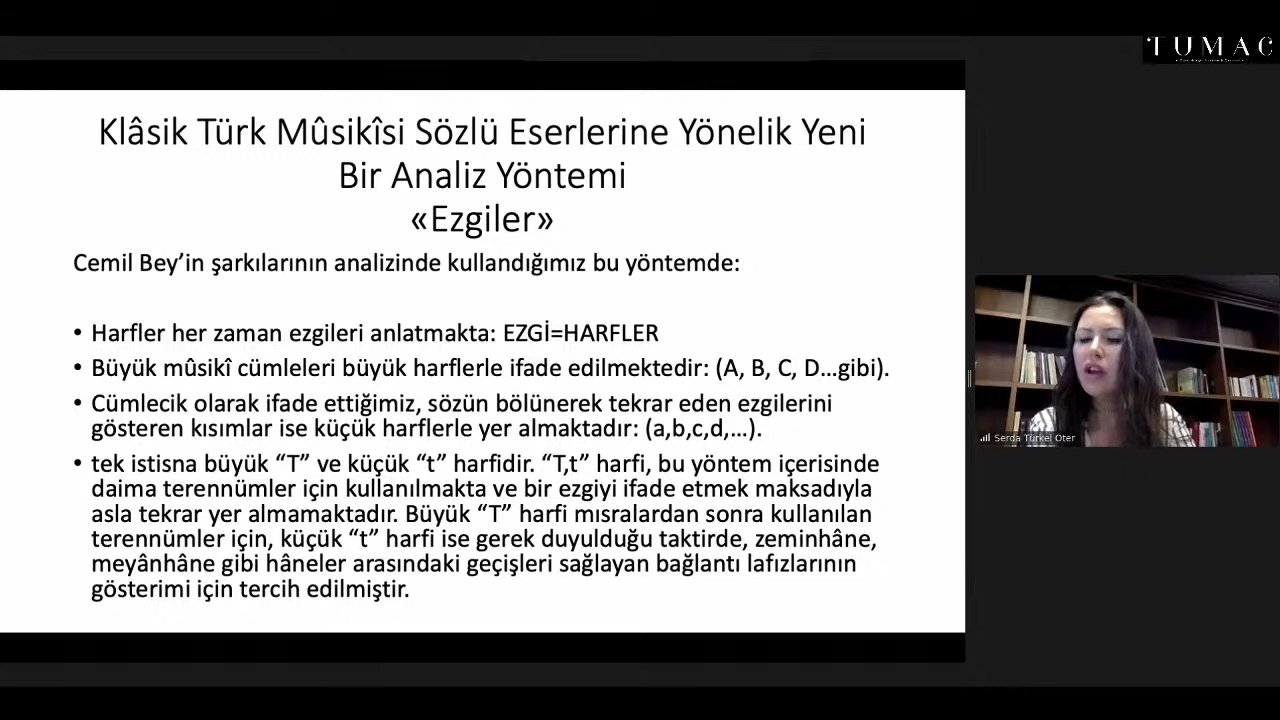 TUMAC
Klâsik Türk Mûsikîsi Sözlü Eserlerine Yönelik Yeni
Bir Analiz Yöntemi
«Ezgiler»
Cemil Bey’in şarkılarının analizinde kullandığımız bu yöntemde:
• Harfler her zaman ezgileri anlatmakta: EZGİ=HARFLER
• Büyük mûsikî cümleleri büyük harflerle ifade edilmektedir: (A, B, C, D…gibi).
• Cümlecik olarak ifade ettiğimiz, sözün bölünerek tekrar eden ezgilerini
gösteren kısımlar ise küçük harflerle yer almaktadır: (a,b,c,d,…).
• tek istisna büyük “T” ve küçük “t” harfidir. “T,t” harfi, bu yöntem içerisinde
daima terennümler için kullanılmakta ve bir ezgiyi ifade etmek maksadıyla
asla tekrar yer almamaktadır. Büyük “T” harfi mısralardan sonra kullanılan
terennümler için, küçük “t” harfi ise gerek duyulduğu taktirde, zeminhâne,
meyânhâne gibi hâneler arasındaki geçişleri sağlayan bağlantı lafızlarının
gösterimi için tercih edilmiştir.
Serda Türkel Oter